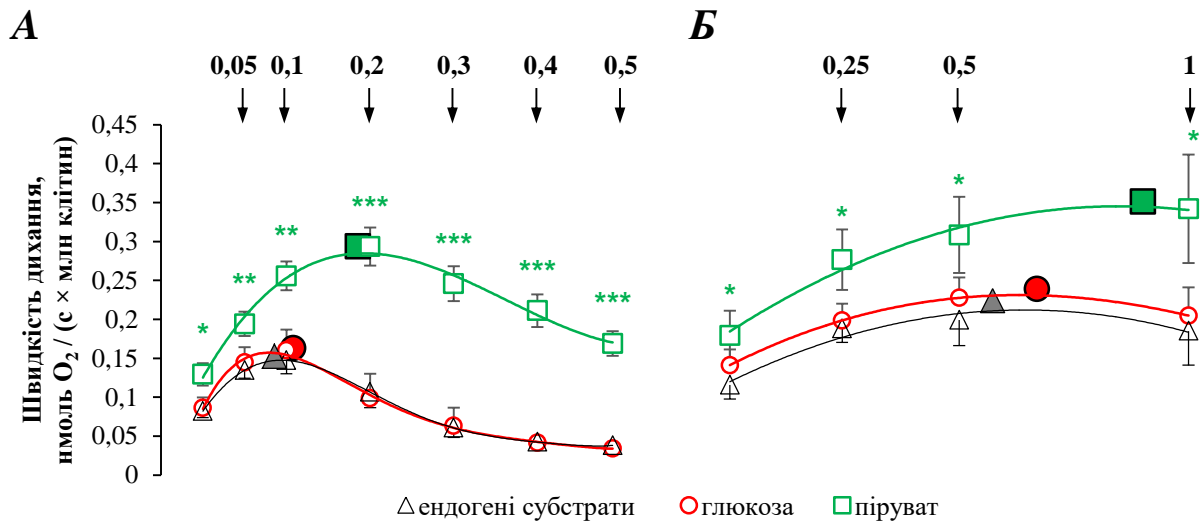 А
Б
0,05 0,1 0,2 0,3 0,4 0,5
0,25 0,5 1
Швидкість дихання,
нмоль O₂ / (с × млн клітин)
0,45
0,4
0,35
0,3
0,25
0,2
0,15
0,1
0,05
0
* ** ** *** *** *** ***
* * * *
ендогені субстрати глюкоза піруват